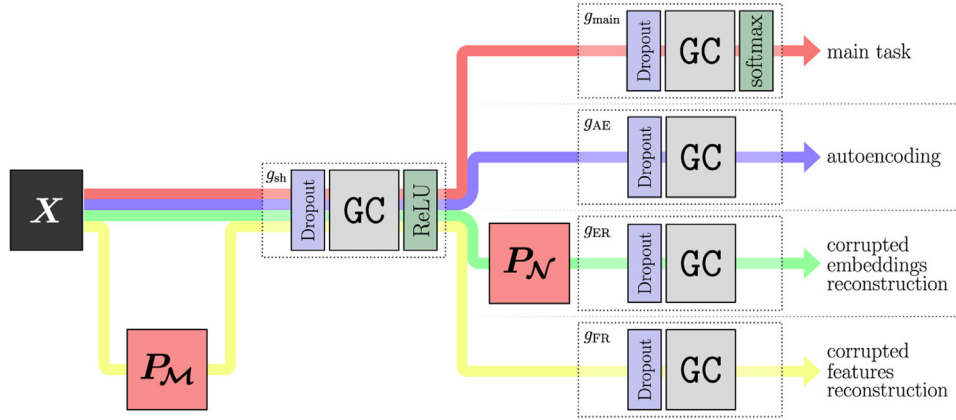 g_main
Dropout
GC
softmax
main task
g_AE
Dropout
GC
autoencoding
X
g_sh
Dropout
GC
ReLU
P_N
g_ER
Dropout
GC
corrupted
embeddings
reconstruction
P_M
g_FR
Dropout
GC
corrupted
features
reconstruction